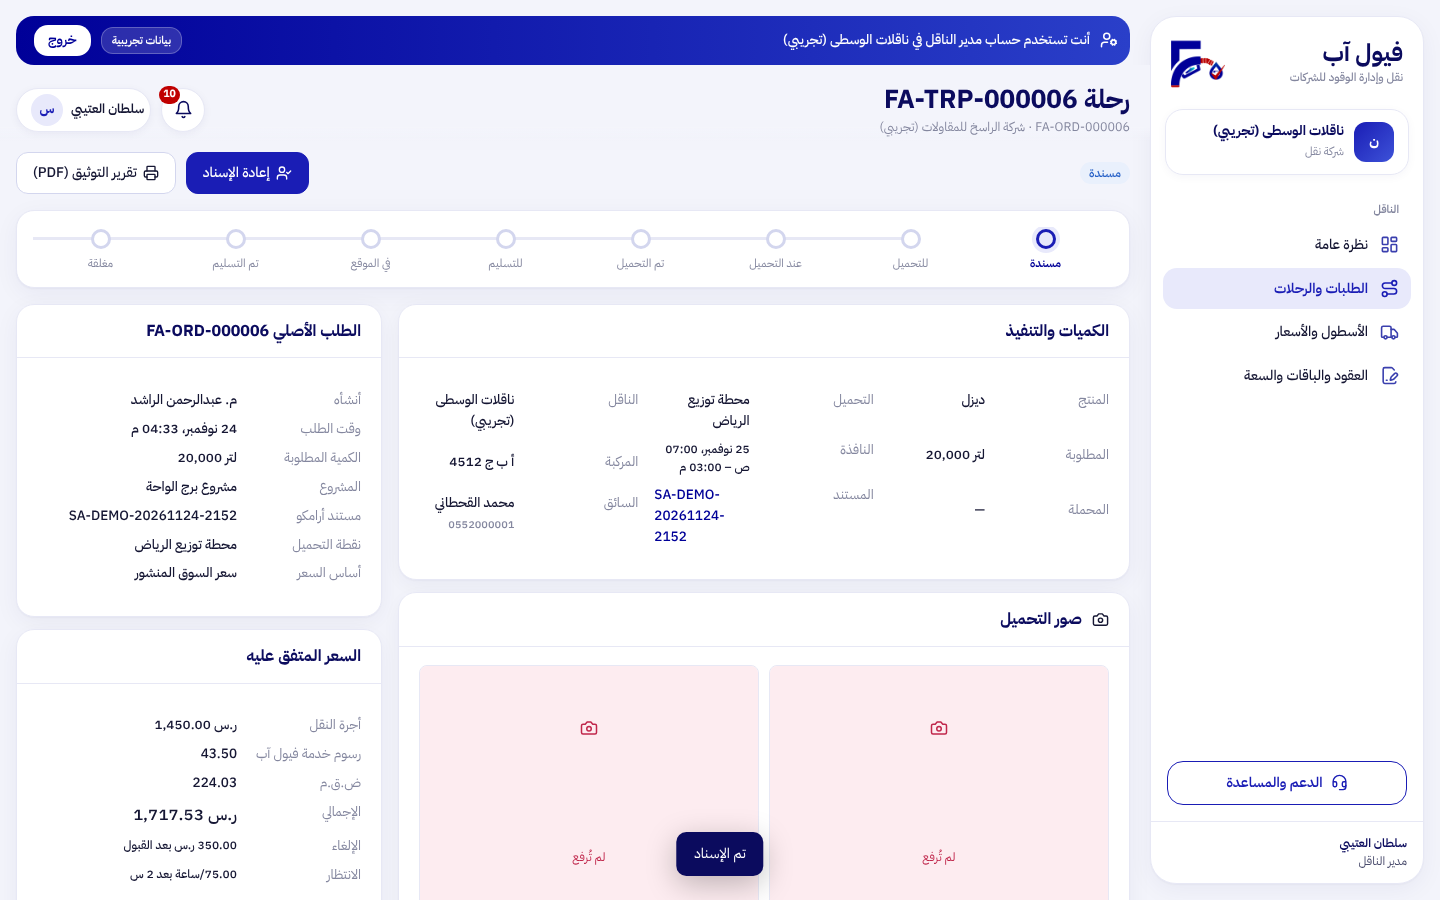 أنت تستخدم حساب مدير الناقل في ناقلات الوسطى (تجريبي)
بيانات تجريبية
خروج
فيول آب
نقل وإدارة الوقود للشركات
ناقلات الوسطى (تجريبي)
شركة نقل
ن
الناقل
نظرة عامة
الطلبات والرحلات
الأسطول والأسعار
العقود والباقات والسعة
الدعم والمساعدة
سلطان العتيبي
مدير الناقل
رحلة FA-TRP-000006
FA-ORD-000006 · شركة الراسخ للمقاولات (تجريبي)
10
سلطان العتيبي
س
مسندة
إعادة الإسناد
تقرير التوثيق (PDF)
مسندة
للتحميل
عند التحميل
تم التحميل
للتسليم
في الموقع
تم التسليم
مغلقة
الكميات والتنفيذ
المنتج
ديزل
المطلوبة
20,000 لتر
المحملة
—
التحميل
محطة توزيع
الرياض
النافذة
25 نوفمبر، 07:00
ص – 03:00 م
المستند
SA-DEMO-
20261124-
2152
الناقل
ناقلات الوسطى
(تجريبي)
المركبة
أ ب ج 4512
السائق
محمد القحطاني
0552000001
صور التحميل
لم تُرفع
لم تُرفع
تم الإسناد
الطلب الأصلي FA-ORD-000006
أنشأه
م. عبدالرحمن الراشد
وقت الطلب
24 نوفمبر، 04:33 م
الكمية المطلوبة
20,000 لتر
المشروع
مشروع برج الواحة
مستند أرامكو
SA-DEMO-20261124-2152
نقطة التحميل
محطة توزيع الرياض
أساس السعر
سعر السوق المنشور
السعر المتفق عليه
أجرة النقل
1,450.00 ر.س
رسوم خدمة فيول آب
43.50
ض.ق.م
224.03
الإجمالي
1,717.53 ر.س
الإلغاء
350.00 ر.س بعد القبول
الانتظار
75.00/ساعة بعد 2 س